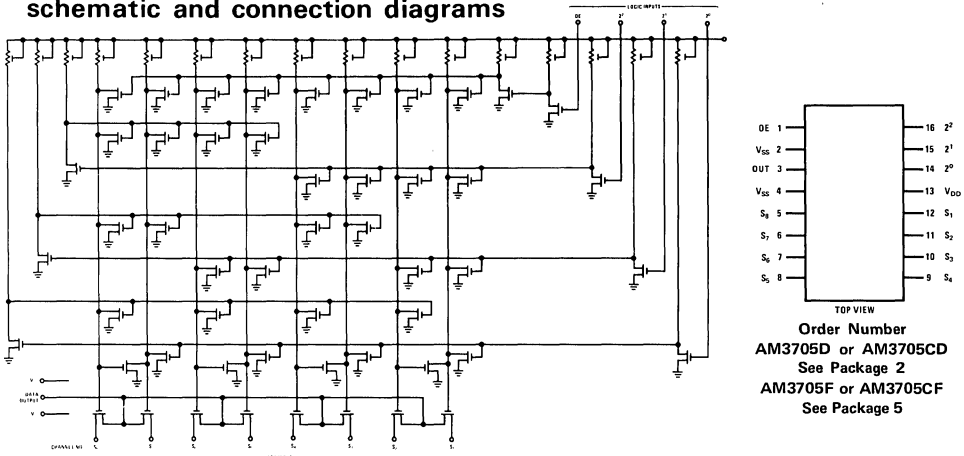 schematic and connection diagrams
LOGIC INPUTS
OE 2² 2¹ 2⁰
OE 1
V_SS 2
OUT 3
V_SS 4
S₈ 5
S₇ 6
S₆ 7
S₅ 8
16 2²
15 2¹
14 2⁰
13 V_DD
12 S₁
11 S₂
10 S₃
9 S₄
TOP VIEW
Order Number
AM3705D or AM3705CD
See Package 2
AM3705F or AM3705CF
See Package 5
V
DATA
OUTPUT
V